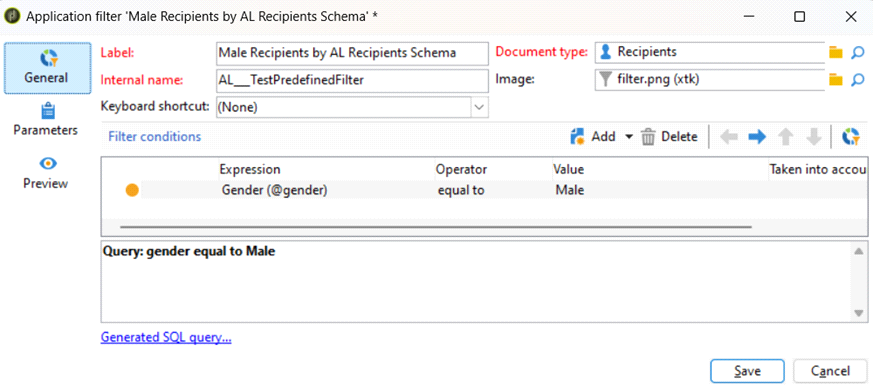 Application filter 'Male Recipients by AL Recipients Schema' *
General
Parameters
Preview
Label: Male Recipients by AL Recipients Schema Document type: Recipients
Internal name: AL__TestPredefinedFilter Image: filter.png (xtk)
Keyboard shortcut: (None)
Filter conditions Add Delete
Expression Operator Value Taken into accou
Gender (@gender) equal to Male
Query: gender equal to Male
Generated SQL query...
Save Cancel